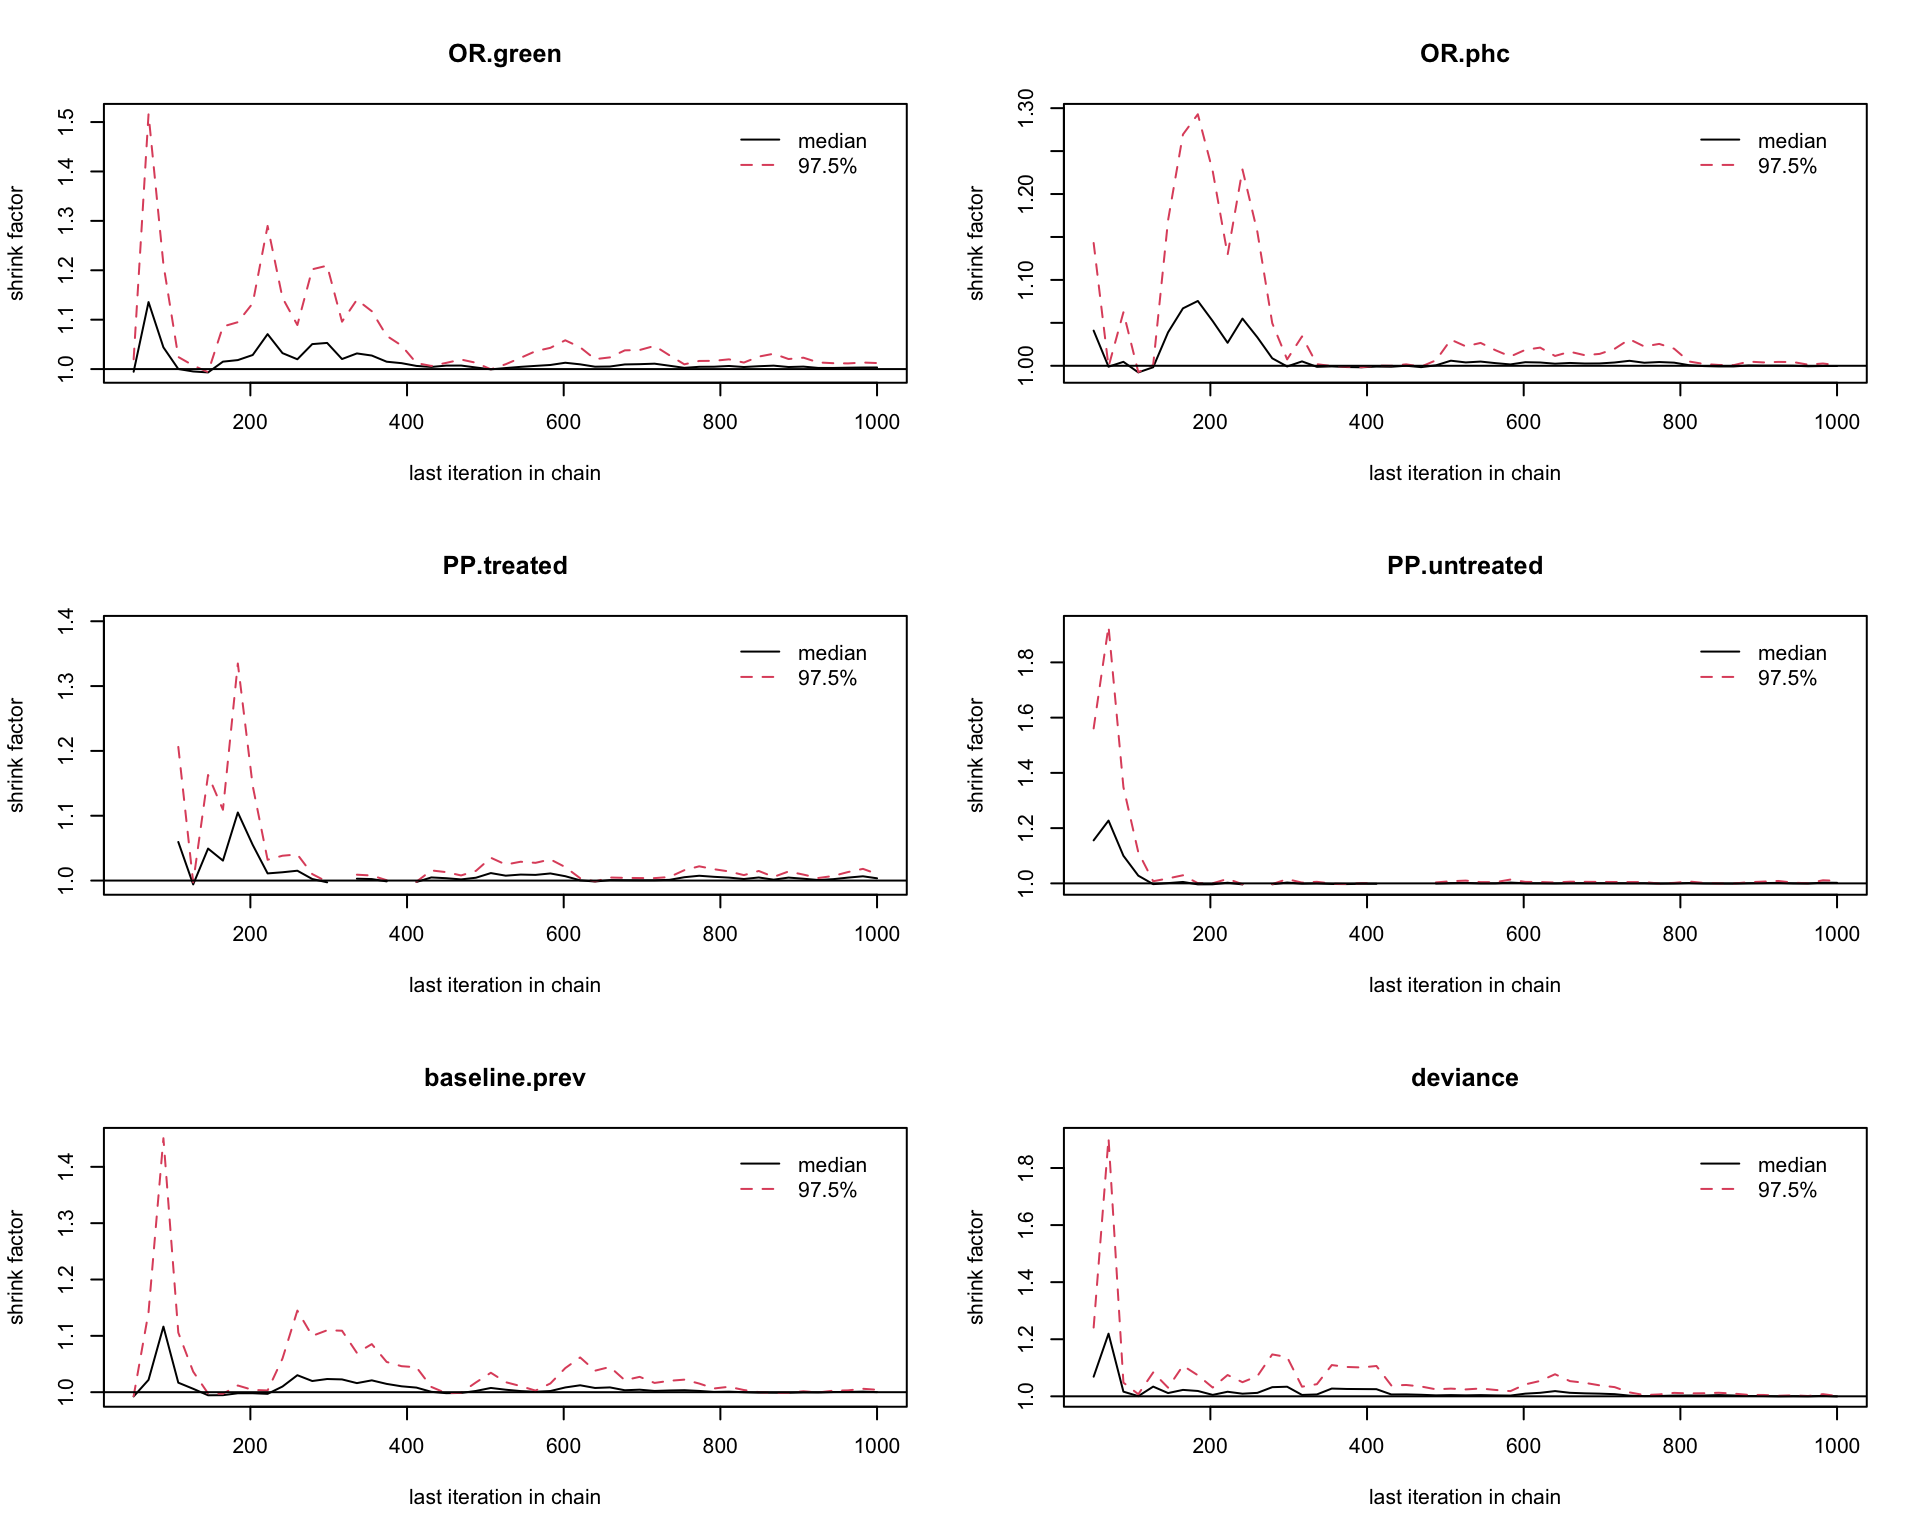 OR.green
shrink factor
1.0 1.1 1.2 1.3 1.4 1.5
median
97.5%
200 400 600 800 1000
last iteration in chain
OR.phc
shrink factor
1.00 1.10 1.20 1.30
median
97.5%
200 400 600 800 1000
last iteration in chain
PP.treated
shrink factor
1.0 1.1 1.2 1.3 1.4
median
97.5%
200 400 600 800 1000
last iteration in chain
PP.untreated
shrink factor
1.0 1.2 1.4 1.6 1.8
median
97.5%
200 400 600 800 1000
last iteration in chain
baseline.prev
shrink factor
1.0 1.1 1.2 1.3 1.4
median
97.5%
200 400 600 800 1000
last iteration in chain
deviance
shrink factor
1.0 1.2 1.4 1.6 1.8
median
97.5%
200 400 600 800 1000
last iteration in chain